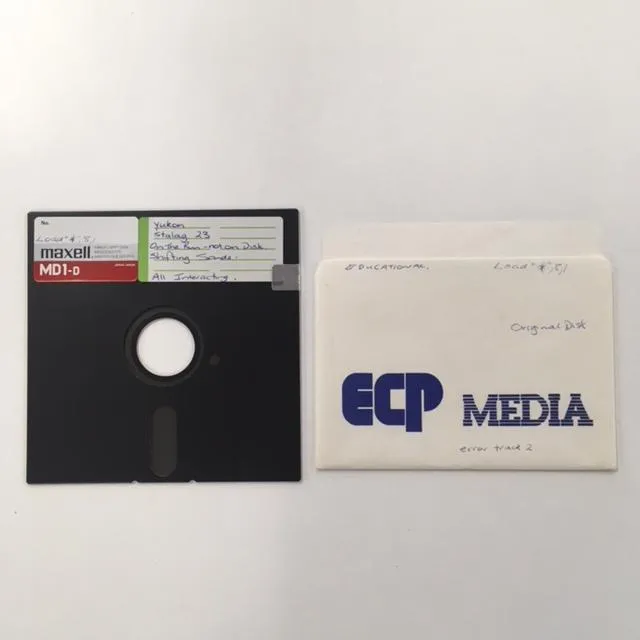 No.
Load"*",8,1
maxell
MD1-D
Yukon
Stalag 23
On The Run - not on Disk.
Shifting Sands.
All Interacting.
EDUCATIONAL.
Load"*",8,1
Original Disk
ECP MEDIA
error track 2